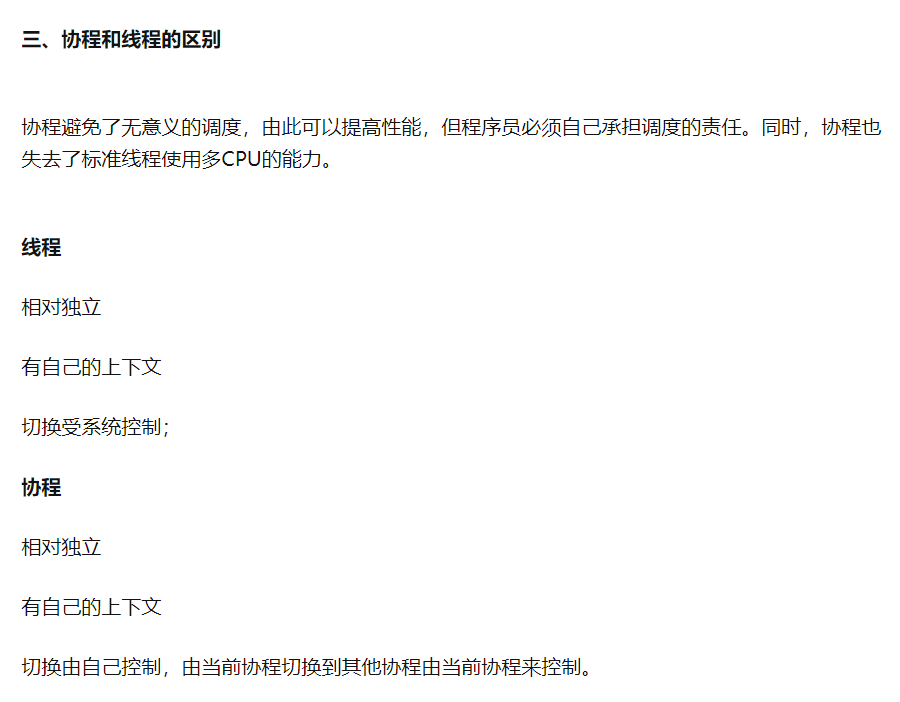 三、协程和线程的区别
协程避免了无意义的调度，由此可以提高性能，但程序员必须自己承担调度的责任。同时，协程也
失去了标准线程使用多CPU的能力。
线程
相对独立
有自己的上下文
切换受系统控制；
协程
相对独立
有自己的上下文
切换由自己控制，由当前协程切换到其他协程由当前协程来控制。